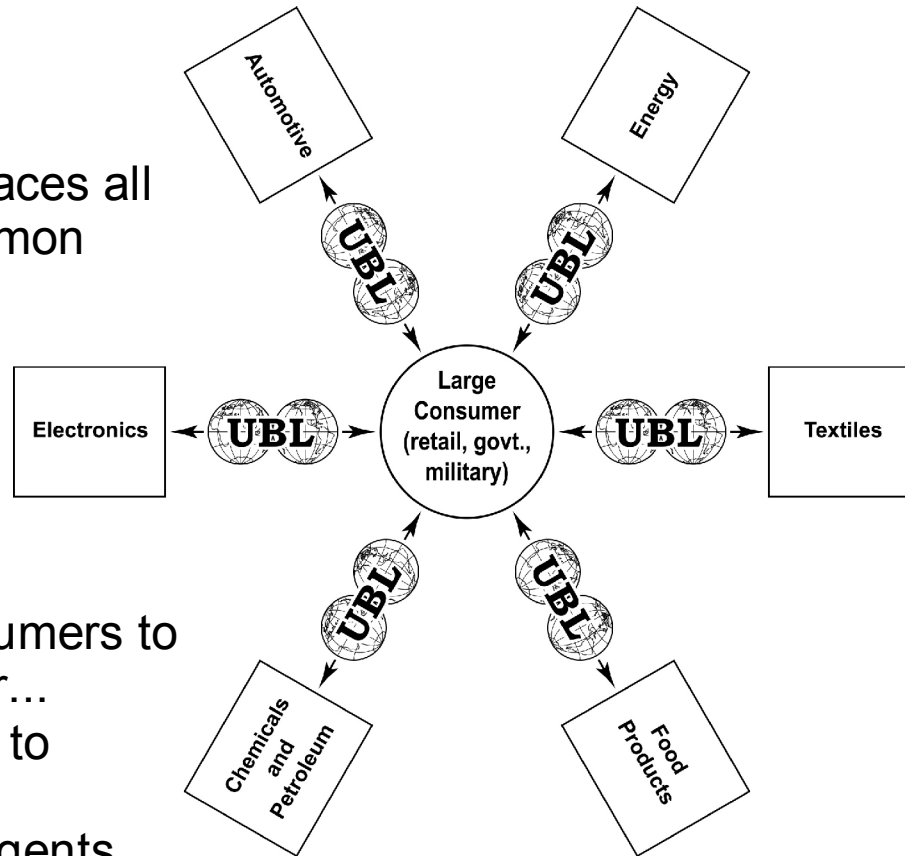 Automotive
Energy
aces all
mon
UBL
UBL
Electronics
UBL
Large
Consumer
(retail, govt.,
military)
UBL
Textiles
UBL
UBL
umers to
r...
to
gents
Chemicals
and
Petroleum
Food
Products